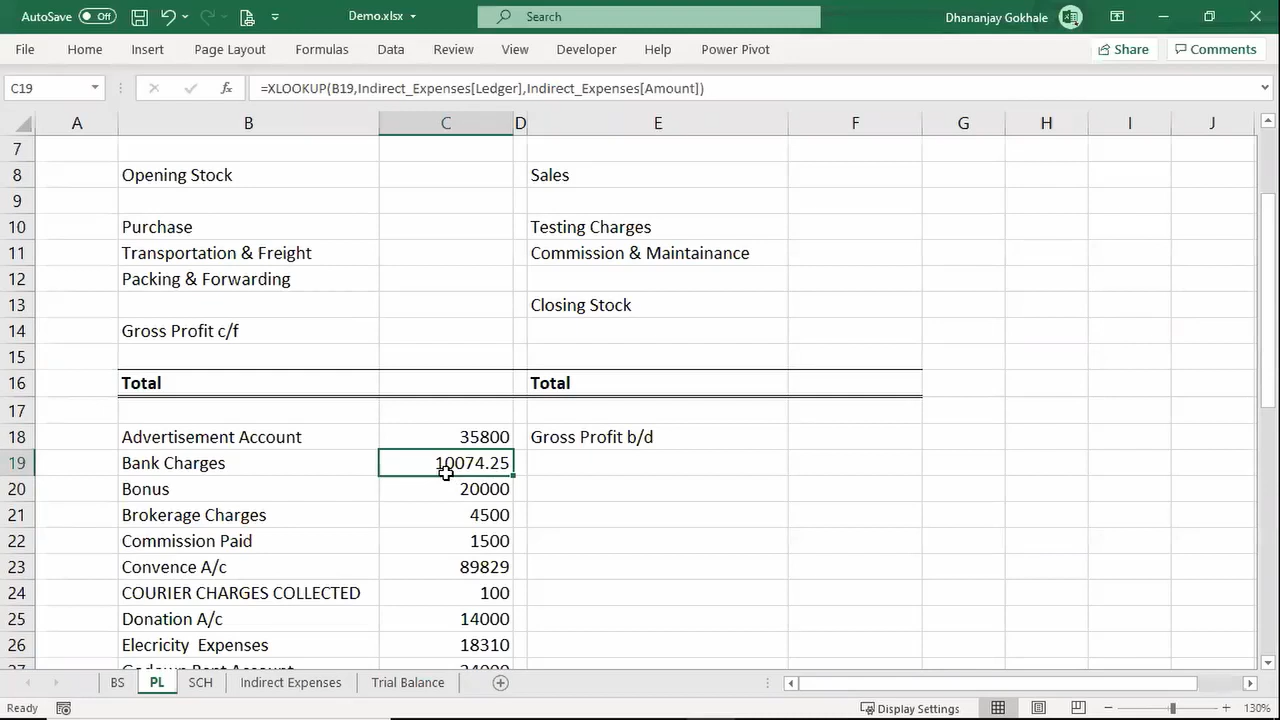 AutoSave Off Demo.xlsx Search Dhananjay Gokhale
File Home Insert Page Layout Formulas Data Review View Developer Help Power Pivot Share Comments
C19 fx =XLOOKUP(B19,Indirect_Expenses[Ledger],Indirect_Expenses[Amount])
A B C D E F G H I J
7
8 Opening Stock Sales
9
10 Purchase Testing Charges
11 Transportation & Freight Commission & Maintainance
12 Packing & Forwarding
13 Closing Stock
14 Gross Profit c/f
15
16 Total Total
17
18 Advertisement Account 35800 Gross Profit b/d
19 Bank Charges 10074.25
20 Bonus 20000
21 Brokerage Charges 4500
22 Commission Paid 1500
23 Convence A/c 89829
24 COURIER CHARGES COLLECTED 100
25 Donation A/c 14000
26 Elecricity Expenses 18310
BS PL SCH Indirect Expenses Trial Balance
Ready Display Settings 130%